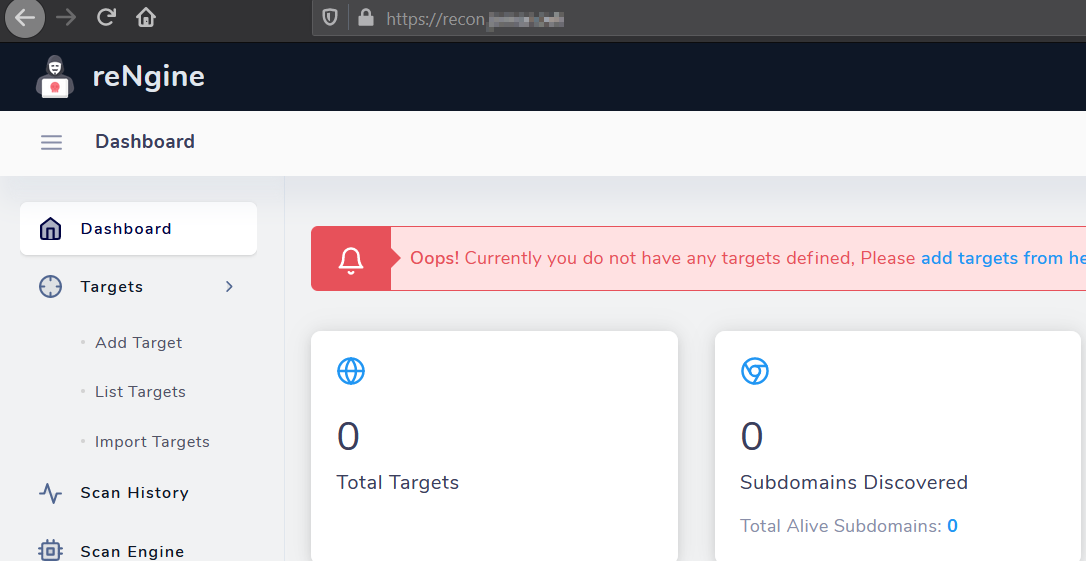 https://recon.
reNgine
Dashboard
Dashboard
Targets
Add Target
List Targets
Import Targets
Scan History
Scan Engine
Oops! Currently you do not have any targets defined, Please add targets from he
0
Total Targets
0
Subdomains Discovered
Total Alive Subdomains: 0